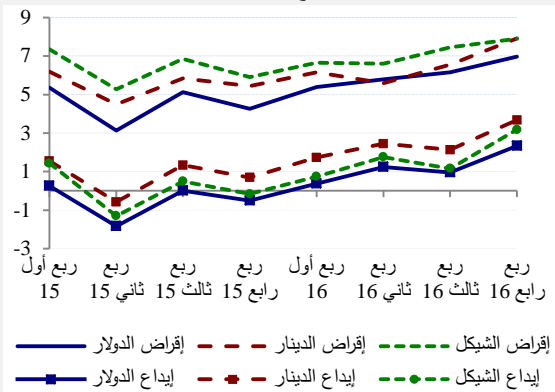 9
7
5
3
1
-1
-3
ربع أول 15
ربع ثاني 15
ربع ثالث 15
ربع رابع 15
ربع أول 16
ربع ثاني 16
ربع ثالث 16
ربع رابع 16
إقراض الدولار
إقراض الدينار
إقراض الشيكل
إيداع الدولار
إيداع الدينار
إيداع الشيكل